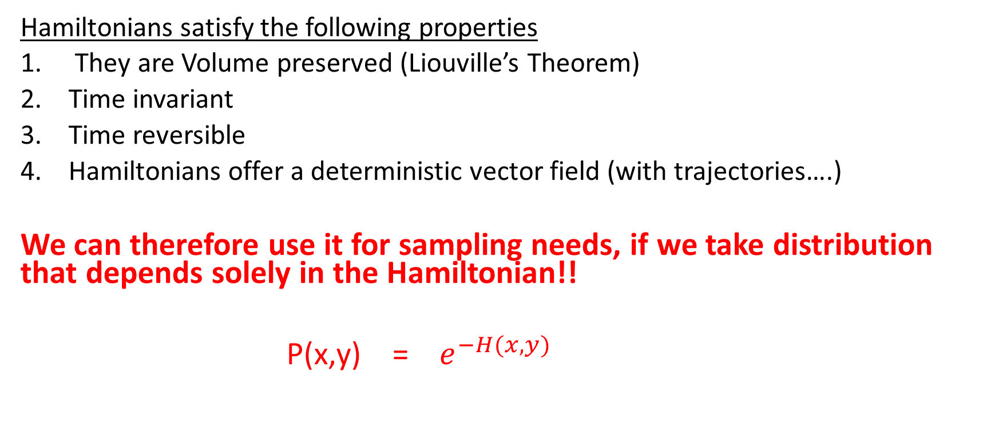 Hamiltonians satisfy the following properties
1. They are Volume preserved (Liouville’s Theorem)
2. Time invariant
3. Time reversible
4. Hamiltonians offer a deterministic vector field (with trajectories….)
We can therefore use it for sampling needs, if we take distribution
that depends solely in the Hamiltonian!!
P(x,y) = e^{−H(x,y)}